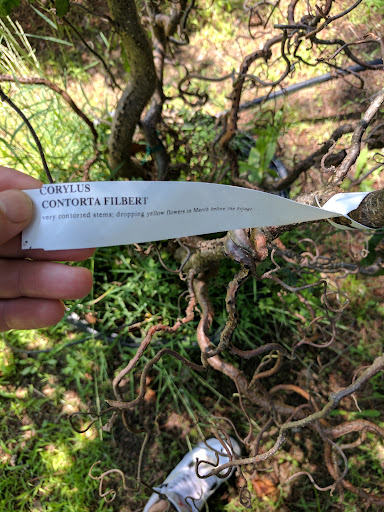 CORYLUS
CONTORTA FILBERT
very contorted stems; dropping yellow flowers in March before the foliage